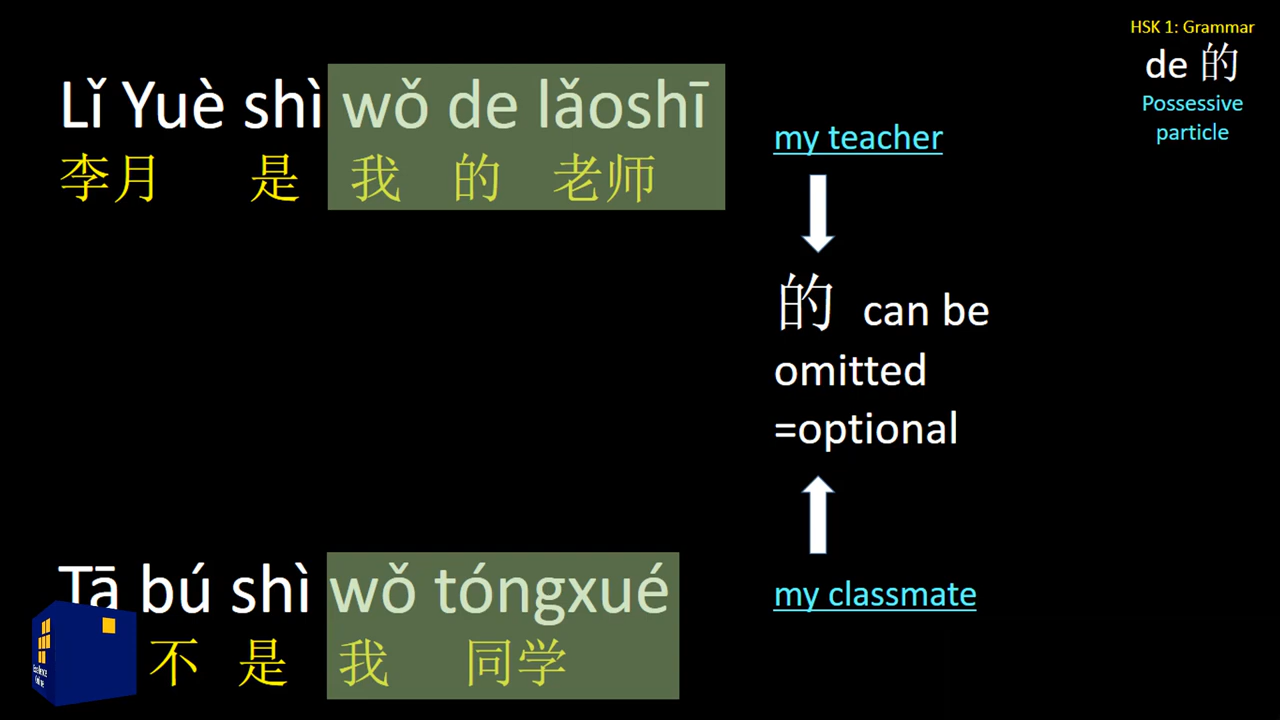 HSK 1: Grammar
de 的
Possessive
particle
Lǐ Yuè shì wǒ de lǎoshī
李月 是 我 的 老师
my teacher
的 can be
omitted
=optional
Tā bú shì wǒ tóngxué
不 是 我 同学
my classmate